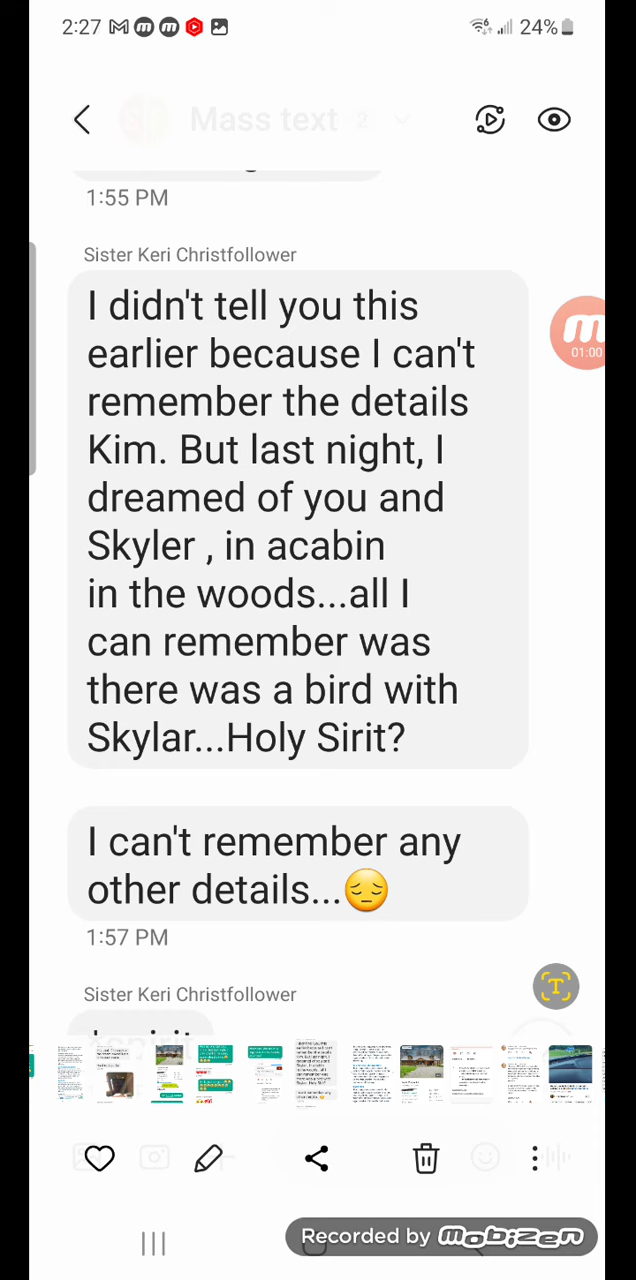 2:27
24%
Mass text 2
1:55 PM
Sister Keri Christfollower
I didn't tell you this
earlier because I can't
remember the details
Kim. But last night, I
dreamed of you and
Skyler , in acabin
in the woods...all I
can remember was
there was a bird with
Skylar...Holy Sirit?
01:00
I can't remember any
other details...😔
1:57 PM
Sister Keri Christfollower
T
Recorded by mobizen